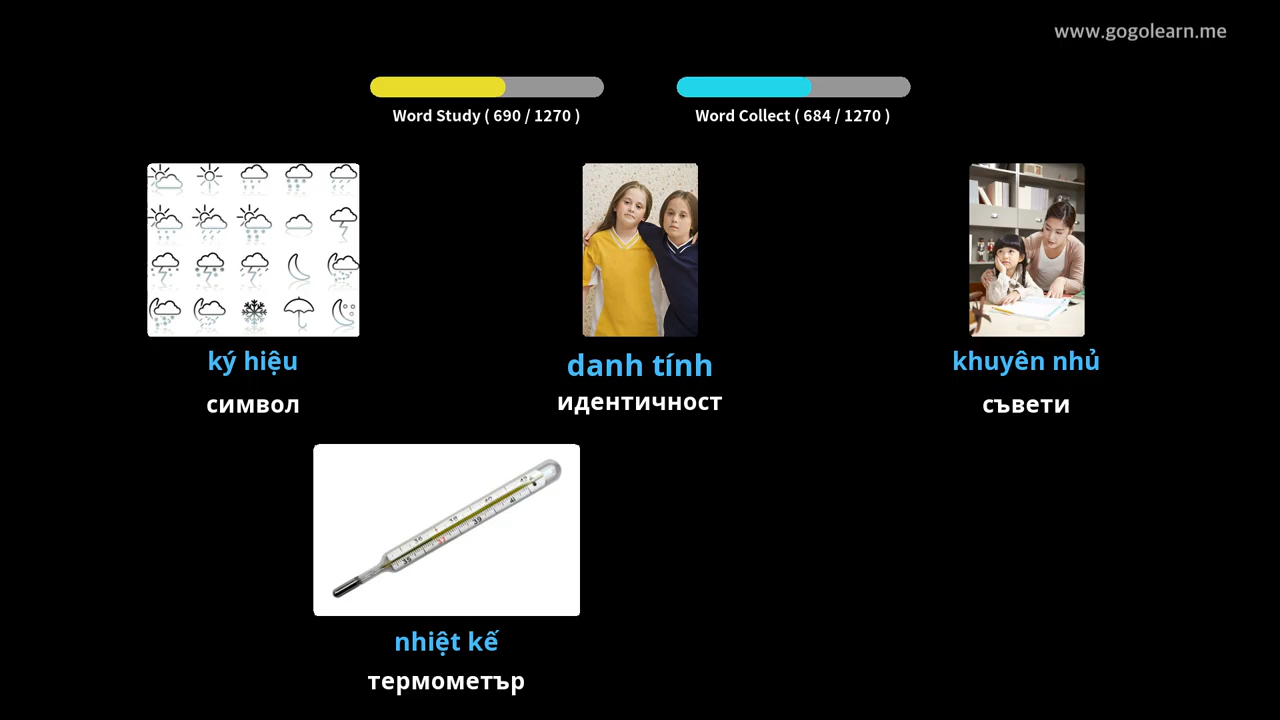 www.gogolearn.me
Word Study ( 690 / 1270 )
Word Collect ( 684 / 1270 )
ký hiệu
символ
danh tính
идентичност
khuyên nhủ
съвети
nhiệt kế
термометър